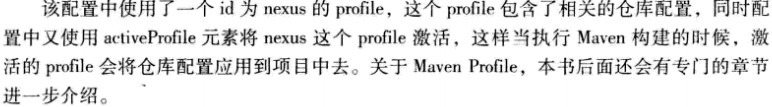 该配置中使用了一个 id 为 nexus 的 profile，这个 profile 包含了相关的仓库配置，同时配
置中又使用 activeProfile 元素将 nexus 这个 profile 激活，这样当执行 Maven 构建的时候，激
活的 profile 会将仓库配置应用到项目中去。关于 Maven Profile，本书后面还会有专门的章节
进一步介绍。